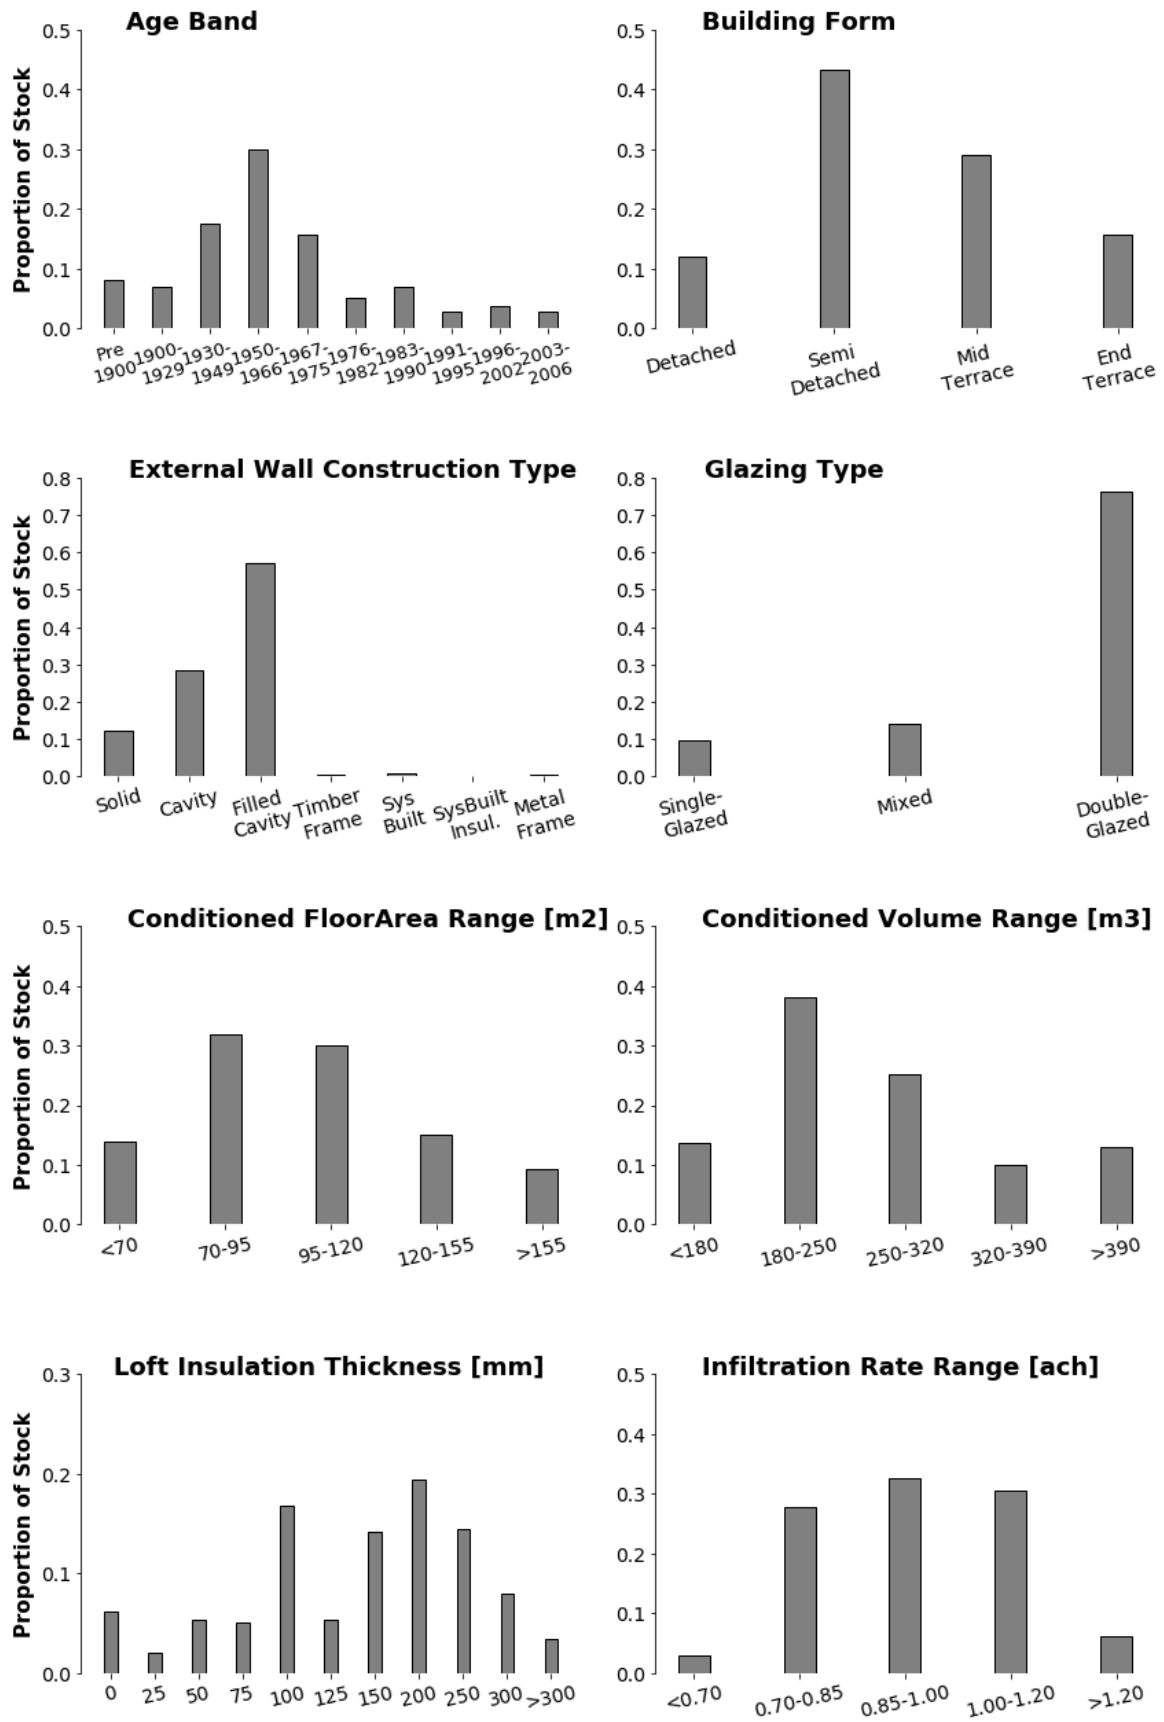 Age Band
Proportion of Stock
0.5
0.4
0.3
0.2
0.1
0.0
Pre
1900
1900-
1929
1930-
1949
1950-
1966
1967-
1975
1976-
1982
1983-
1990
1991-
1995
1996-
2002
2003-
2006
Building Form
0.5
0.4
0.3
0.2
0.1
0.0
Detached
Semi
Detached
Mid
Terrace
End
Terrace
External Wall Construction Type
Proportion of Stock
0.8
0.7
0.6
0.5
0.4
0.3
0.2
0.1
0.0
Solid
Cavity
Filled
Cavity
Timber
Frame
Sys
Built
SysBuilt
Insul.
Metal
Frame
Glazing Type
0.8
0.7
0.6
0.5
0.4
0.3
0.2
0.1
0.0
Single-
Glazed
Mixed
Double-
Glazed
Conditioned FloorArea Range [m2]
Proportion of Stock
0.5
0.4
0.3
0.2
0.1
0.0
<70
70-95
95-120
120-155
>155
Conditioned Volume Range [m3]
0.5
0.4
0.3
0.2
0.1
0.0
<180
180-250
250-320
320-390
>390
Loft Insulation Thickness [mm]
Proportion of Stock
0.3
0.2
0.1
0.0
0
25
50
75
100
125
150
200
250
300
>300
Infiltration Rate Range [ach]
0.5
0.4
0.3
0.2
0.1
0.0
<0.70
0.70-0.85
0.85-1.00
1.00-1.20
>1.20